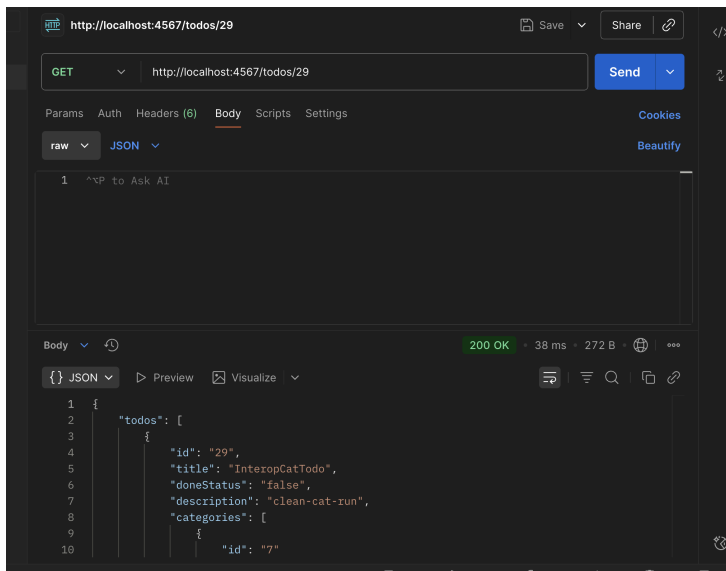 HTTP http://localhost:4567/todos/29 Save Share
GET http://localhost:4567/todos/29 Send
Params Auth Headers (6) Body Scripts Settings Cookies
raw JSON Beautify
1 ^⌥P to Ask AI
Body 200 OK • 38 ms • 272 B
{} JSON Preview Visualize
1 {
2 "todos": [
3 {
4 "id": "29",
5 "title": "InteropCatTodo",
6 "doneStatus": "false",
7 "description": "clean-cat-run",
8 "categories": [
9 {
10 "id": "7"